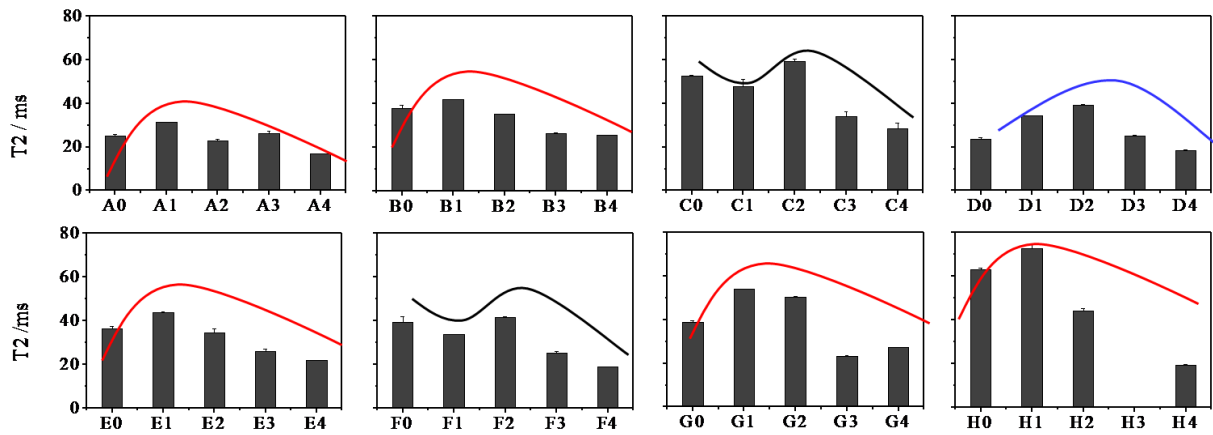 80
60
40
20
0
T2 / ms
A0 A1 A2 A3 A4
B0 B1 B2 B3 B4
C0 C1 C2 C3 C4
D0 D1 D2 D3 D4
80
60
40
20
0
T2 /ms
E0 E1 E2 E3 E4
F0 F1 F2 F3 F4
G0 G1 G2 G3 G4
H0 H1 H2 H3 H4